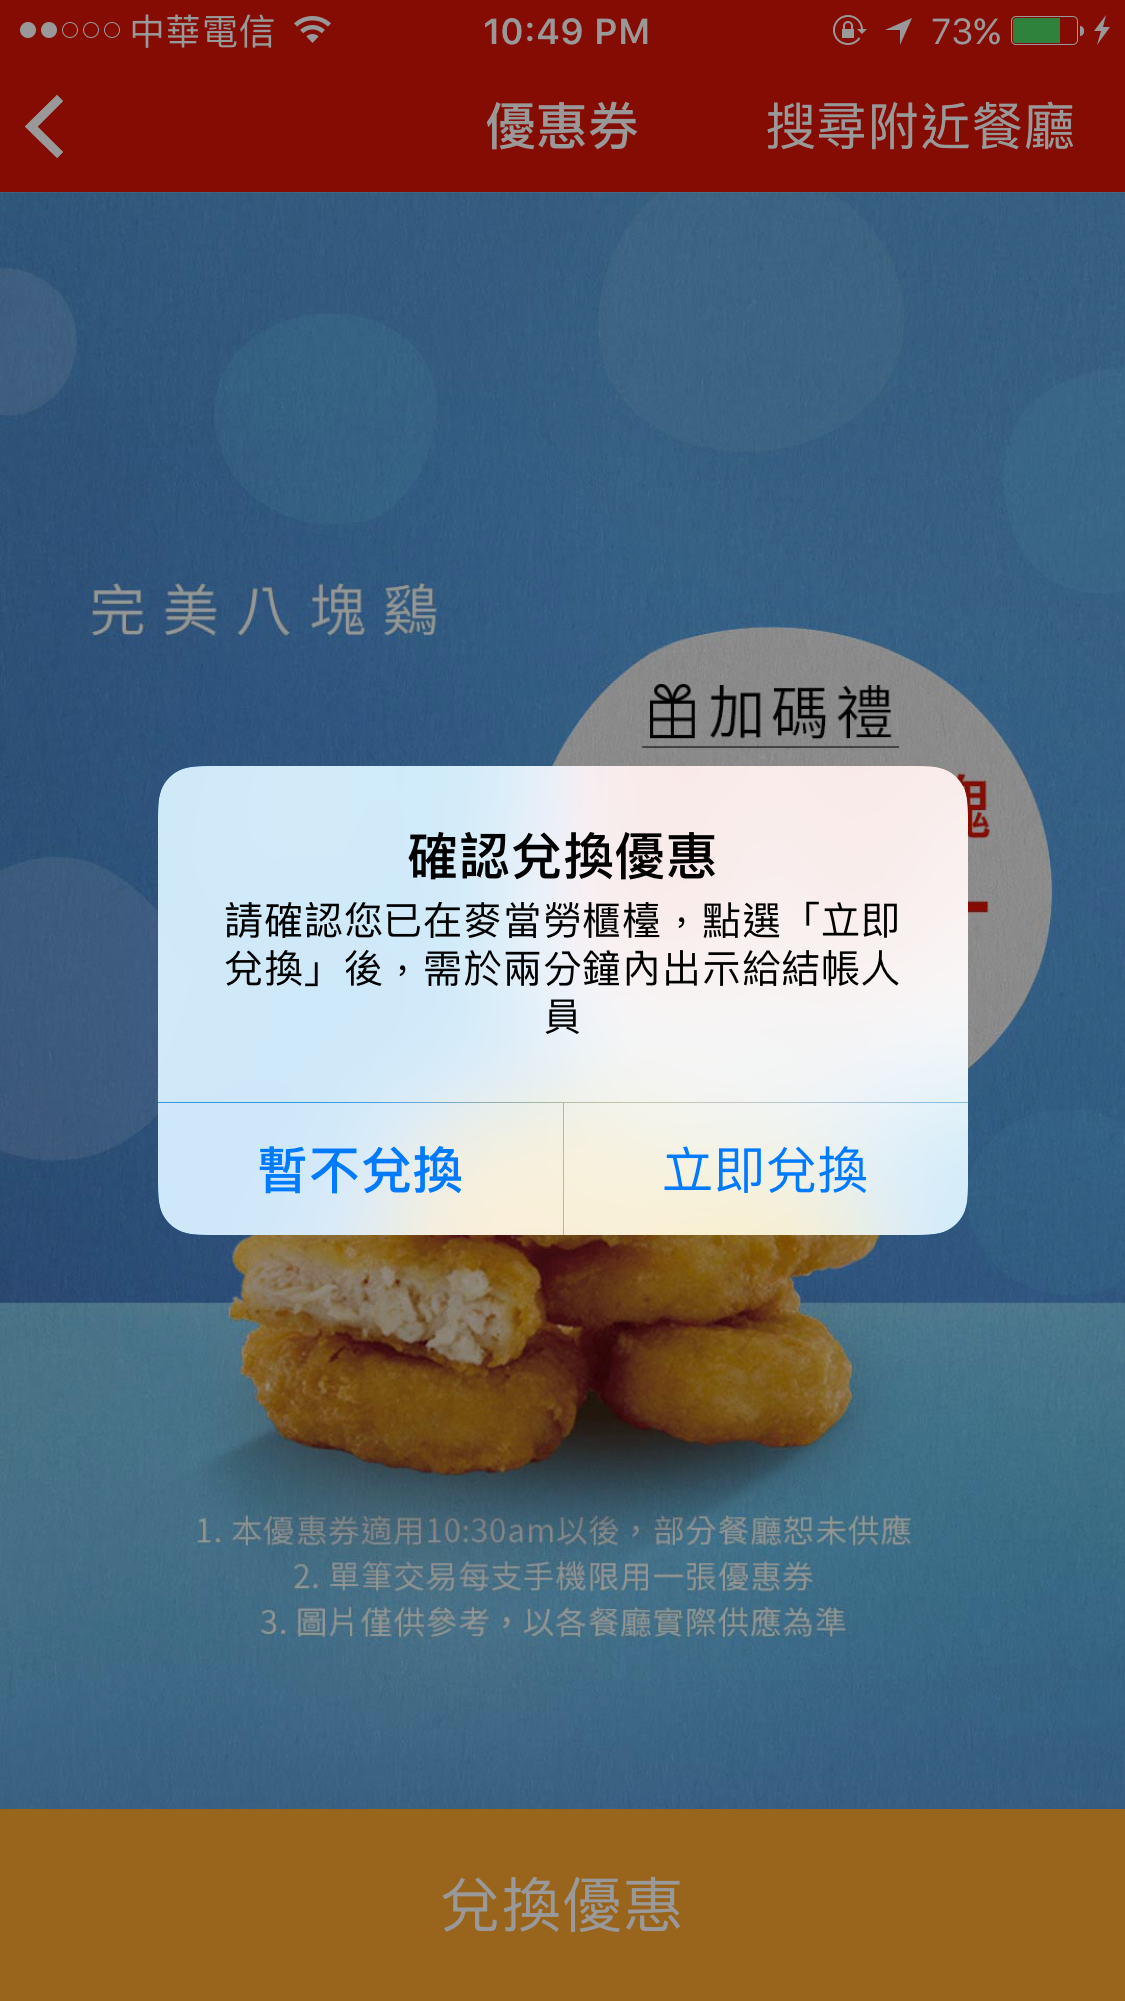 中華電信 10:49 PM 73%
優惠券 搜尋附近餐廳
完美八塊鷄
加碼禮
塊
確認兌換優惠
請確認您已在麥當勞櫃檯，點選「立即
兌換」後，需於兩分鐘內出示給結帳人
員
暫不兌換 立即兌換
1. 本優惠券適用10:30am以後，部分餐廳恕未供應
2. 單筆交易每支手機限用一張優惠券
3. 圖片僅供參考，以各餐廳實際供應為準
兌換優惠